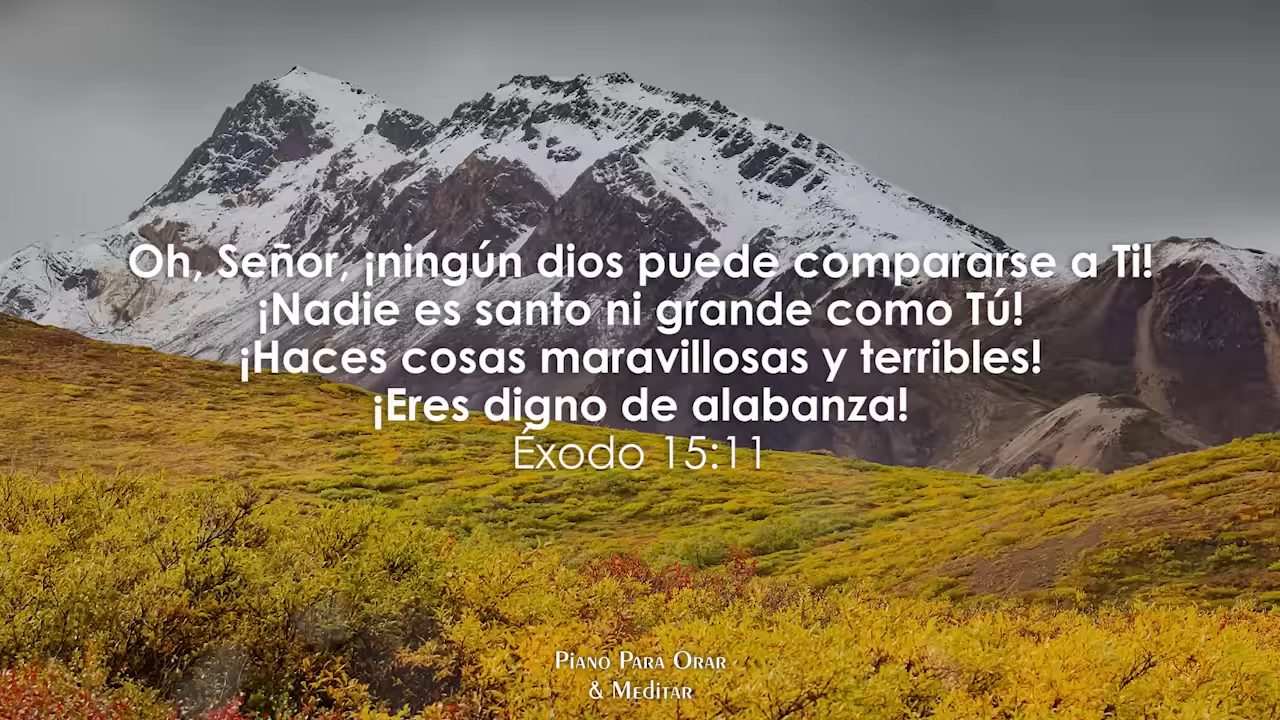 Oh, Señor, ¡ningún dios puede compararse a Ti!
¡Nadie es santo ni grande como Tú!
¡Haces cosas maravillosas y terribles!
¡Eres digno de alabanza!
Éxodo 15:11
Piano Para Orar
& Meditar